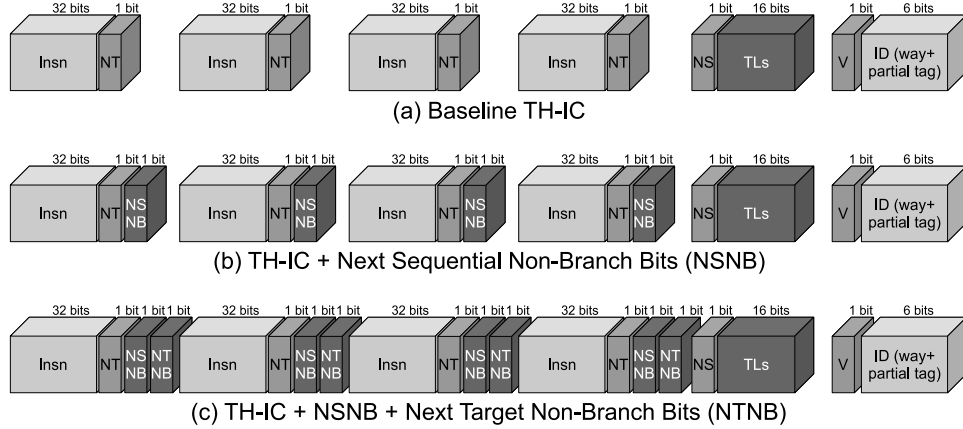 32 bits 1 bit 32 bits 1 bit 32 bits 1 bit 32 bits 1 bit 1 bit 16 bits 1 bit 6 bits
Insn NT Insn NT Insn NT Insn NT NS TLs V ID (way+
partial tag)
(a) Baseline TH-IC
32 bits 1 bit 1 bit 32 bits 1 bit 1 bit 32 bits 1 bit 1 bit 32 bits 1 bit 1 bit 1 bit 16 bits 1 bit 6 bits
Insn NT NS NB Insn NT NS NB Insn NT NS NB Insn NT NS NB NS TLs V ID (way+
partial tag)
(b) TH-IC + Next Sequential Non-Branch Bits (NSNB)
32 bits 1 bit 1 bit 1 bit 32 bits 1 bit 1 bit 1 bit 32 bits 1 bit 1 bit 1 bit 32 bits 1 bit 1 bit 1 bit 1 bit 16 bits 1 bit 6 bits
Insn NT NS NB NT NB Insn NT NS NB NT NB Insn NT NS NB NT NB Insn NT NS NB NT NB NS TLs V ID (way+
partial tag)
(c) TH-IC + NSNB + Next Target Non-Branch Bits (NTNB)